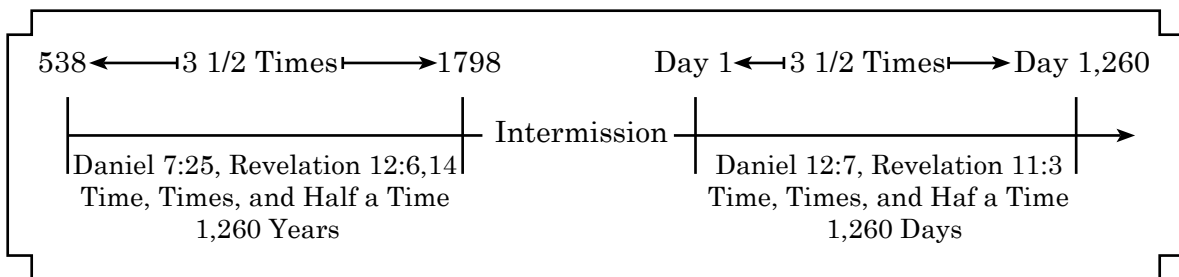 538 3 1/2 Times 1798 Day 1 3 1/2 Times Day 1,260
Intermission
Daniel 7:25, Revelation 12:6,14
Time, Times, and Half a Time
1,260 Years
Daniel 12:7, Revelation 11:3
Time, Times, and Haf a Time
1,260 Days